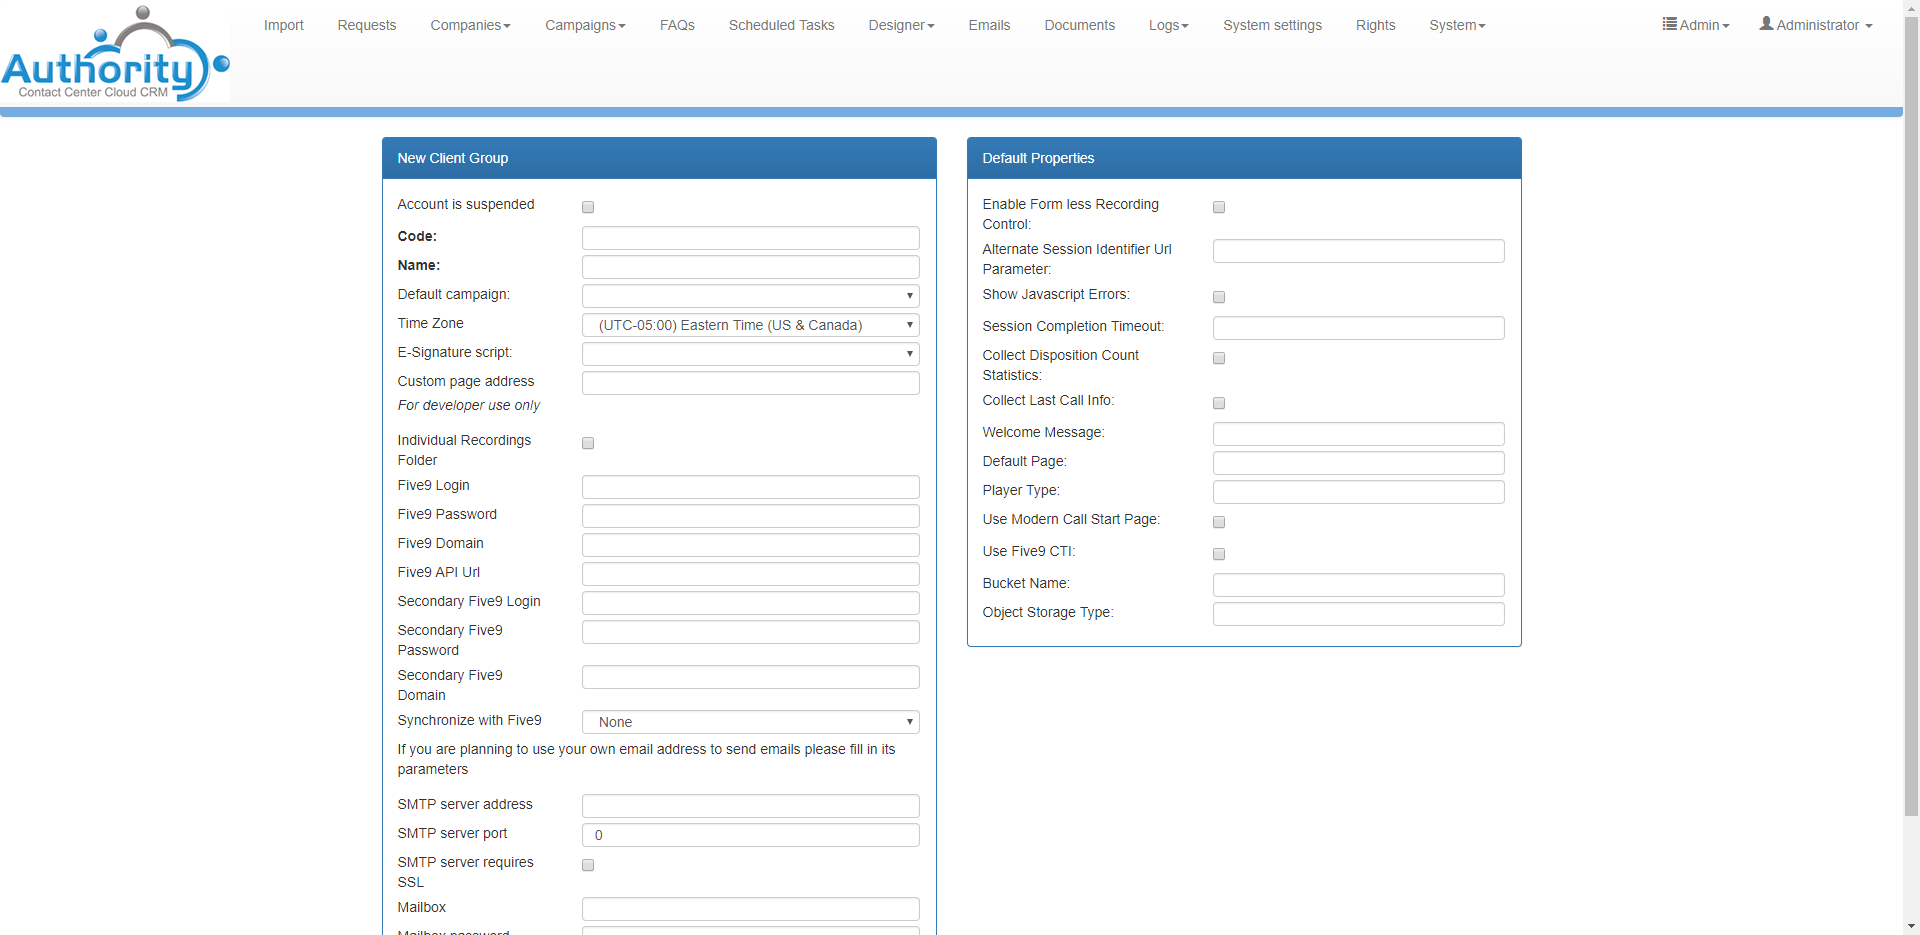 Authority
Contact Center Cloud CRM
Import Requests Companies Campaigns FAQs Scheduled Tasks Designer Emails Documents Logs System settings Rights System Admin Administrator
New Client Group
Account is suspended
Code:
Name:
Default campaign:
Time Zone (UTC-05:00) Eastern Time (US & Canada)
E-Signature script:
Custom page address
For developer use only
Individual Recordings
Folder
Five9 Login
Five9 Password
Five9 Domain
Five9 API Url
Secondary Five9 Login
Secondary Five9
Password
Secondary Five9
Domain
Synchronize with Five9 None
If you are planning to use your own email address to send emails please fill in its
parameters
SMTP server address
SMTP server port 0
SMTP server requires
SSL
Mailbox
Mailbox password
Default Properties
Enable Form less Recording
Control:
Alternate Session Identifier Url
Parameter:
Show Javascript Errors:
Session Completion Timeout:
Collect Disposition Count
Statistics:
Collect Last Call Info:
Welcome Message:
Default Page:
Player Type:
Use Modern Call Start Page:
Use Five9 CTI:
Bucket Name:
Object Storage Type: